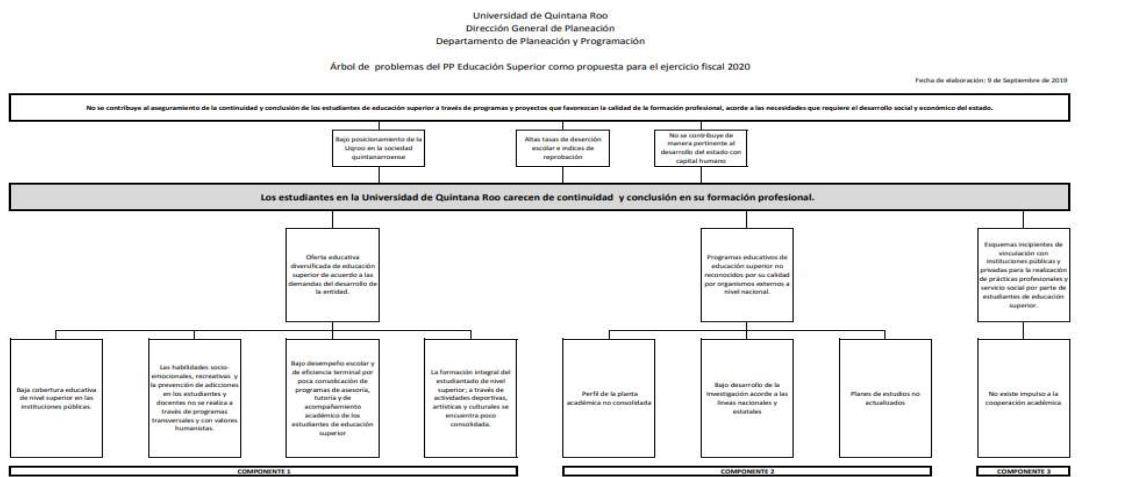 Universidad de Quintana Roo
Dirección General de Planeación
Departamento de Planeación y Programación
Árbol de problemas del PP Educación Superior como propuesta para el ejercicio fiscal 2020
Fecha de elaboración: 9 de Septiembre de 2019
No se contribuye al aseguramiento de la continuidad y conclusión de los estudiantes de educación superior a través de programas y proyectos que favorezcan la calidad de la formación profesional, acorde a las necesidades que requiere el desarrollo social y económico del estado.
Bajo posicionamiento de la
Uqroo en la sociedad
quintanarroense
Altas tasas de deserción
escolar e indices de
reprobación
No se contribuye de
manera pertinente al
desarrollo del estado con
capital humano
Los estudiantes en la Universidad de Quintana Roo carecen de continuidad y conclusión en su formación profesional.
Oferta educativa
diversificada de educación
superior de acuerdo a las
demandas del desarrollo de
la entidad.
Programas educativos de
educación superior no
reconocidos por su calidad
por organismos externos a
nivel nacional.
Esquemas incipientes de
vinculación con
instituciones públicas y
privadas para la realización
de prácticas profesionales y
servicio social por parte de
estudiantes de educación
superior.
Baja cobertura educativa
de nivel superior en las
instituciones públicas.
Las habilidades socio-
emocionales, recreativas y
la prevención de adicciones
en los estudiantes y
docentes no se realiza a
través de programas
transversales y con valores
humanistas.
Bajo desempeño escolar y
de eficiencia terminal por
poca consolicación de
programas de asesoría,
tutoría y de
acompañamiento
académico de los
estudiantes de educación
superior
La formación integral del
estudiantado de nivel
superior; a través de
actividades deportivas,
artísticas y culturales se
encuentra poco
consolidada.
Perfil de la planta
académica no consolidada
Bajo desarrollo de la
investigación acorde a las
líneas nacionales y
estatales
Planes de estudios no
actualizados
No existe impulso a la
cooperación académica
COMPONENTE 1
COMPONENTE 2
COMPONENTE 3